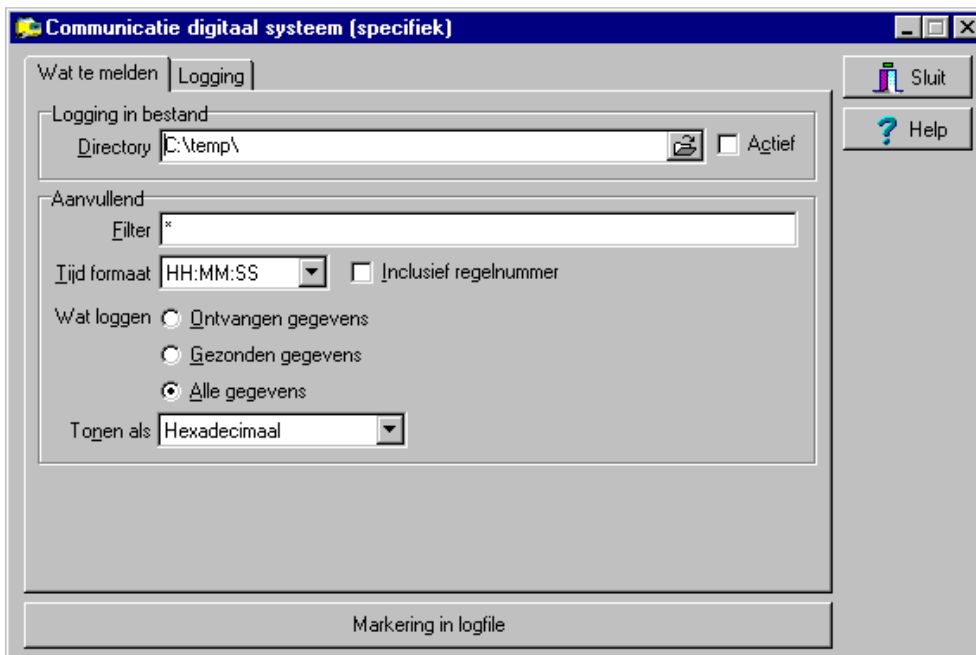 Communicatie digitaal systeem (specifiek)
Wat te melden
Logging
Sluit
Help
Logging in bestand
Directory C:\temp\ Actief
Aanvullend
Filter *
Tijd formaat HH:MM:SS Inclusief regelnummer
Wat loggen Ontvangen gegevens
Gezonden gegevens
Alle gegevens
Tonen als Hexadecimaal
Markering in logfile